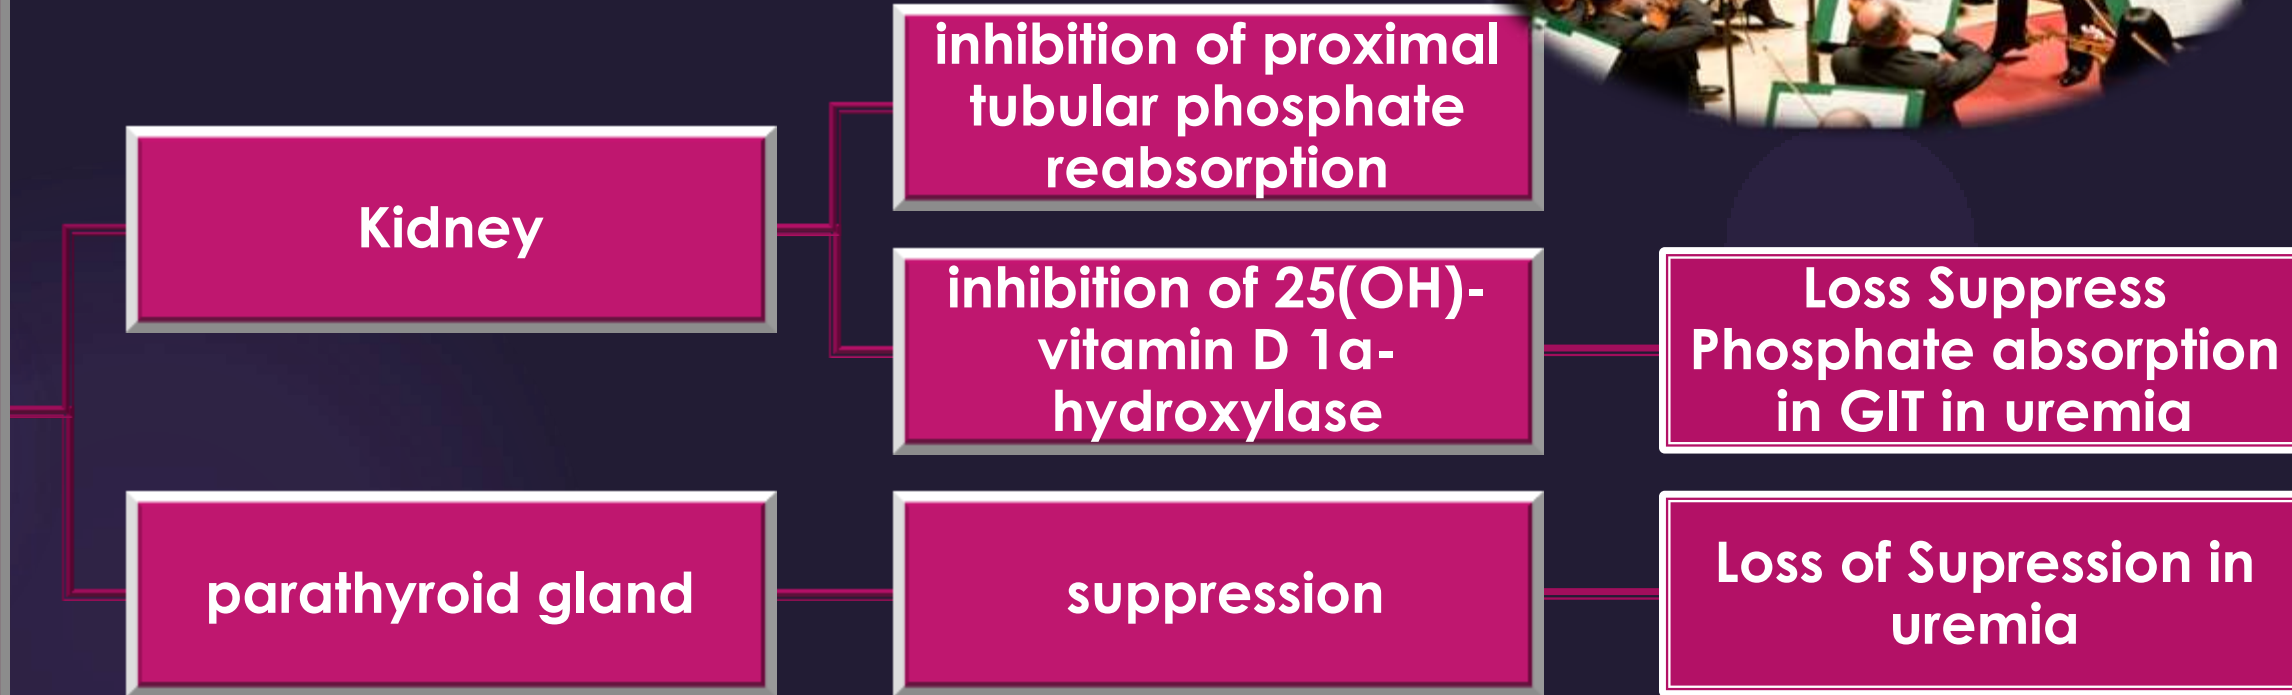 inhibition of proximal
tubular phosphate
reabsorption
Kidney
inhibition of 25(OH)-
vitamin D 1a-
hydroxylase
Loss Suppress
Phosphate absorption
in GIT in uremia
parathyroid gland
suppression
Loss of Supression in
uremia